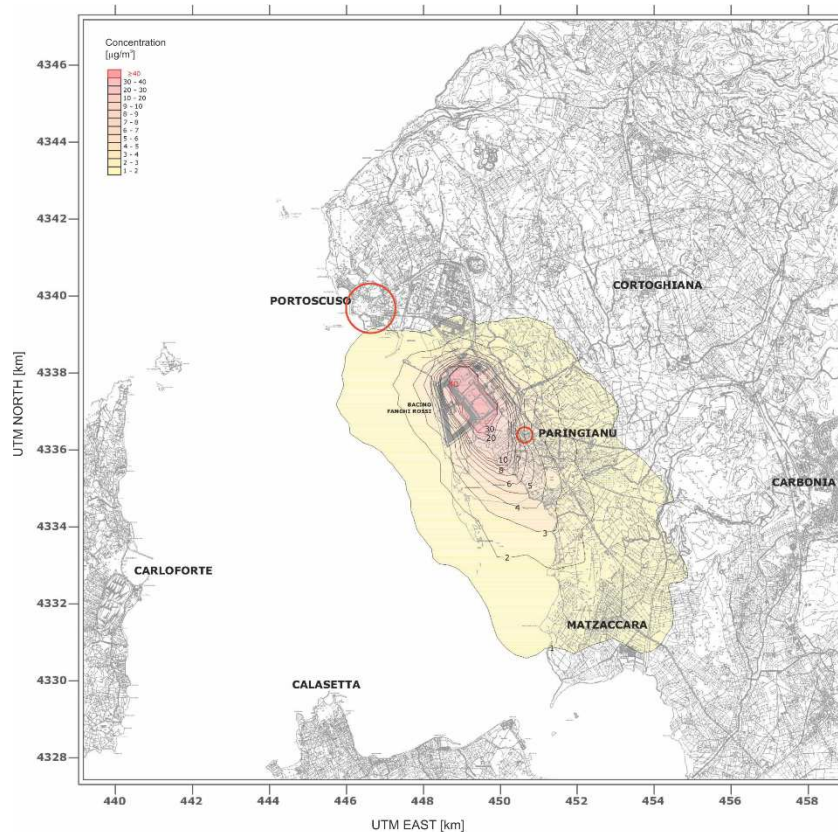 Concentration
[µg/m³]
≥40
30 - 40
20 - 30
10 - 20
9 - 10
8 - 9
7 - 8
6 - 7
5 - 6
4 - 5
3 - 4
2 - 3
1 - 2
4346
4344
4342
4340
4338
4336
4334
4332
4330
4328
UTM NORTH [km]
PORTOSCUSO
CORTOGHIANA
BACINO
FANGHI ROSSI
PARINGIANU
CARBONIA
CARLOFORTE
MATZACCARA
CALASETTA
40
30
20
10
8
7
6
5
4
3
2
1
440
442
444
446
448
450
452
454
456
458
UTM EAST [km]